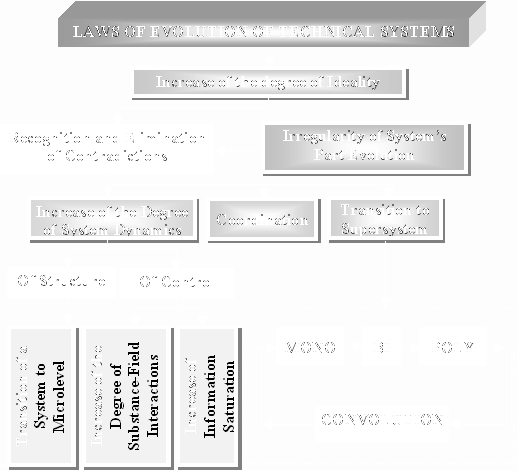 LAWS OF EVOLUTION OF TECHNICAL SYSTEMS
Increase of the degree of Ideality
Recognition and Elimination
of Contradictions
Irregularity of System's
Part Evolution
Increase of the Degree
of System Dynamics
Coordination
Transition to
Supersystem
Of Structure
Of Control
Transition of a
System to
Microlevel
Increase of the
Degree of
Substance-Field
Interactions
Increase of
Information
Saturation
MONO
POLY
CONVOLUTION